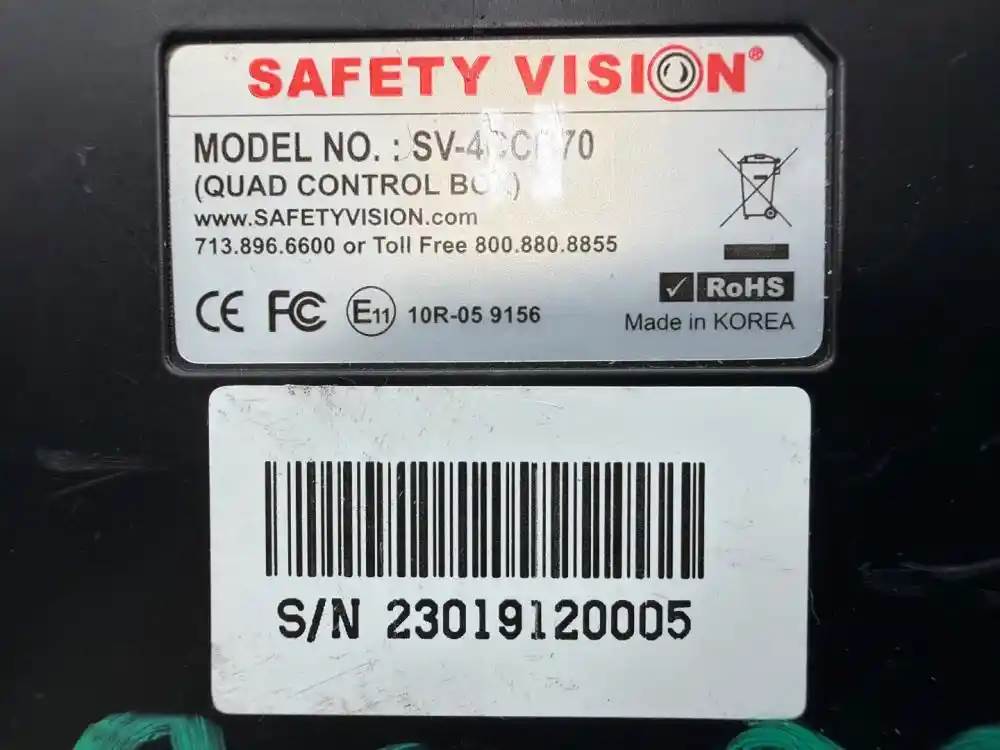 SAFETY VISION®
MODEL NO. :
(QUAD CONTROL BOX)
www.SAFETYVISION.com
713.896.6600 or Toll Free 800.880.8855
CE FC E11 10R-05 9156
RoHS
Made in KOREA
S/N 23019120005